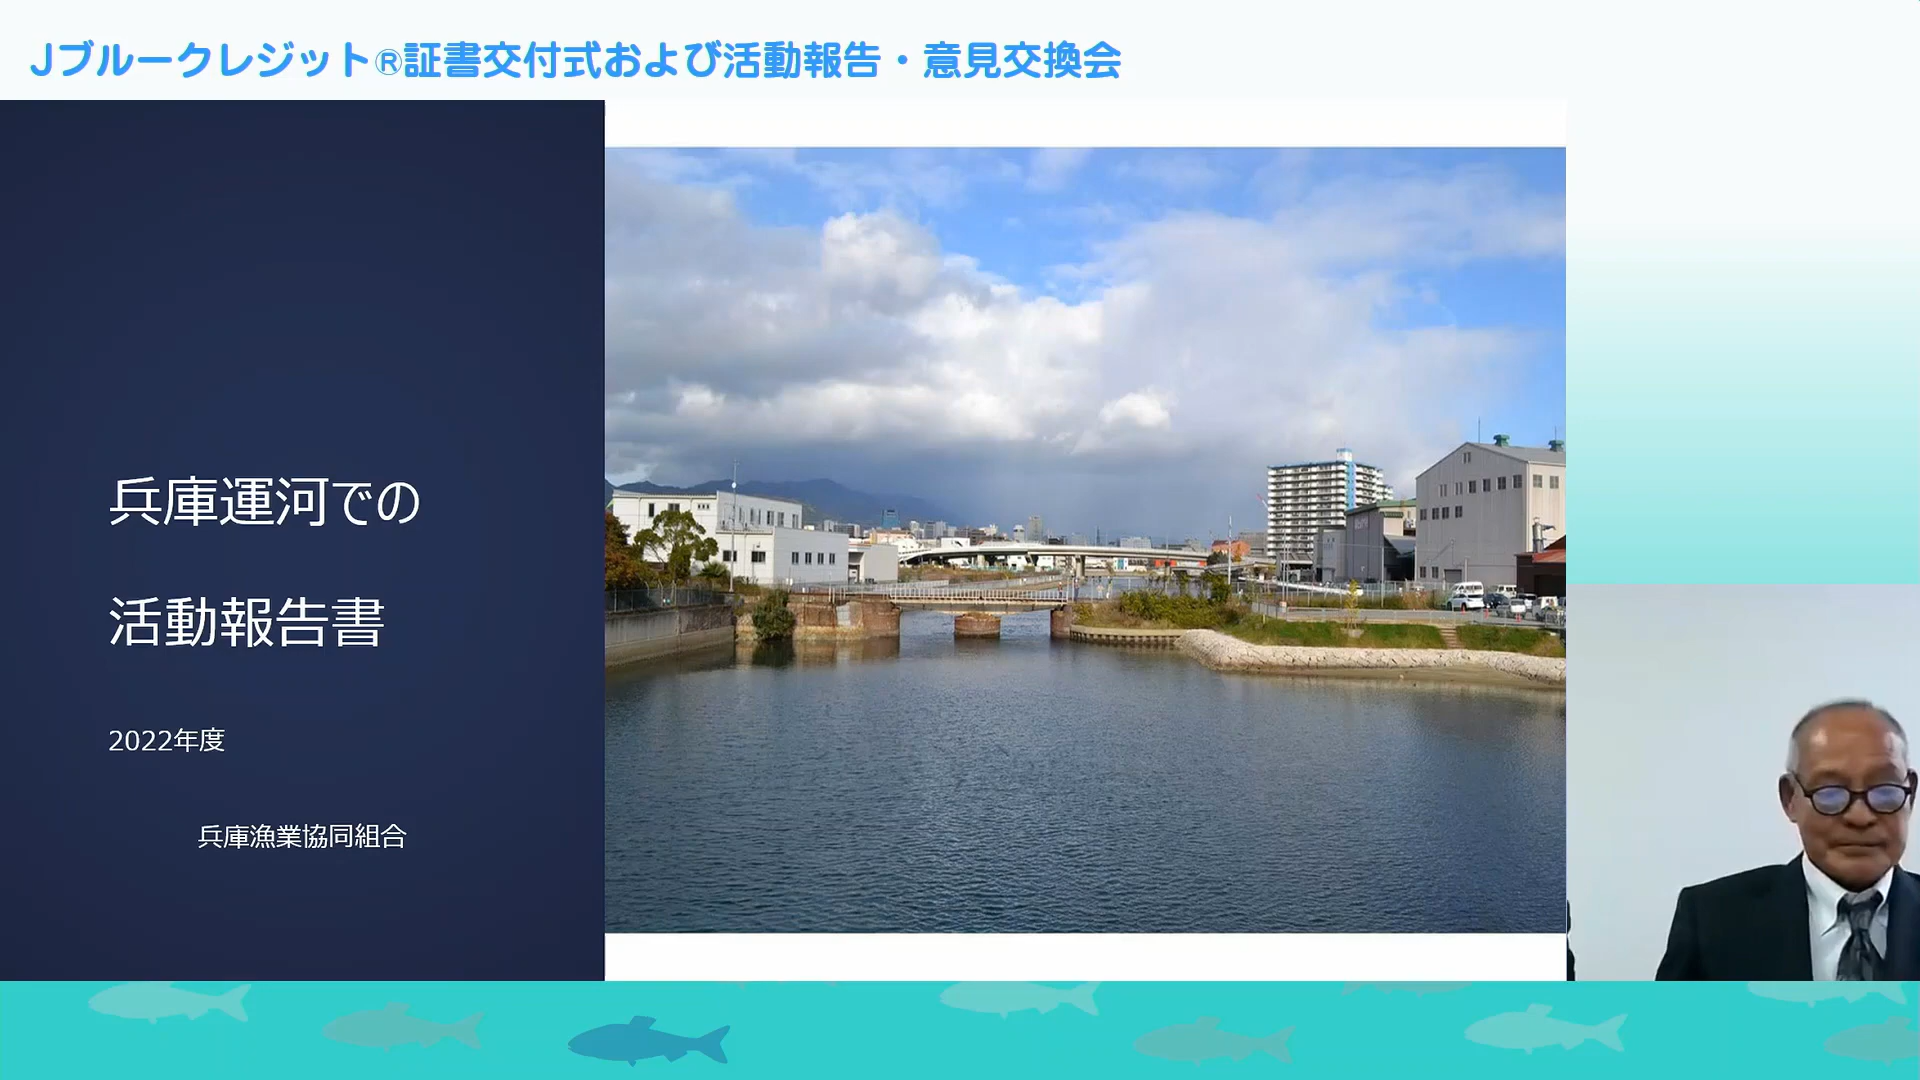 Jブルークレジット®証書交付式および活動報告・意見交換会
兵庫運河での
活動報告書
2022年度
兵庫漁業協同組合